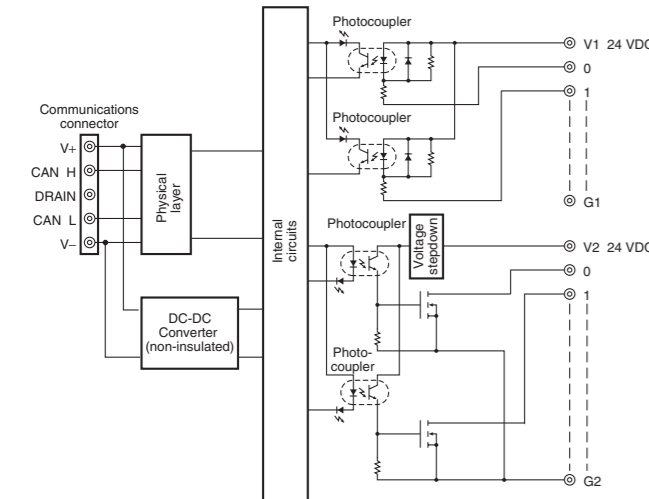 Communications
connector
V+
CAN H
DRAIN
CAN L
V−
Physical
layer
DC-DC
Converter
(non-insulated)
Internal
circuits
Photocoupler
V1 24 VDC
0
1
Photocoupler
G1
Photocoupler
Voltage
stepdown
V2 24 VDC
0
1
Photo-
coupler
G2